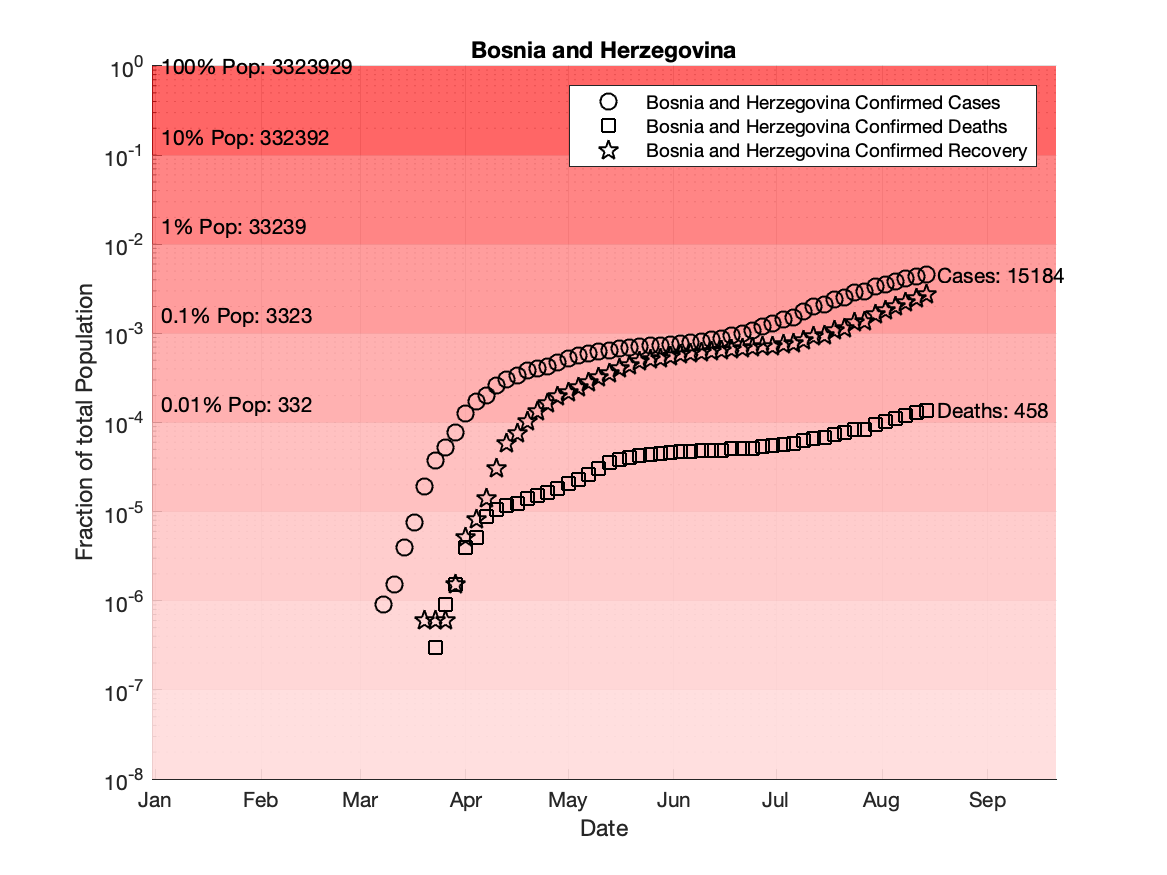 Bosnia and Herzegovina
10^0
10^-1
10^-2
10^-3
10^-4
10^-5
10^-6
10^-7
10^-8
Fraction of total Population
100% Pop: 3323929
10% Pop: 332392
1% Pop: 33239
0.1% Pop: 3323
0.01% Pop: 332
Bosnia and Herzegovina Confirmed Cases
Bosnia and Herzegovina Confirmed Deaths
Bosnia and Herzegovina Confirmed Recovery
Cases: 15184
Deaths: 458
Jan Feb Mar Apr May Jun Jul Aug Sep
Date